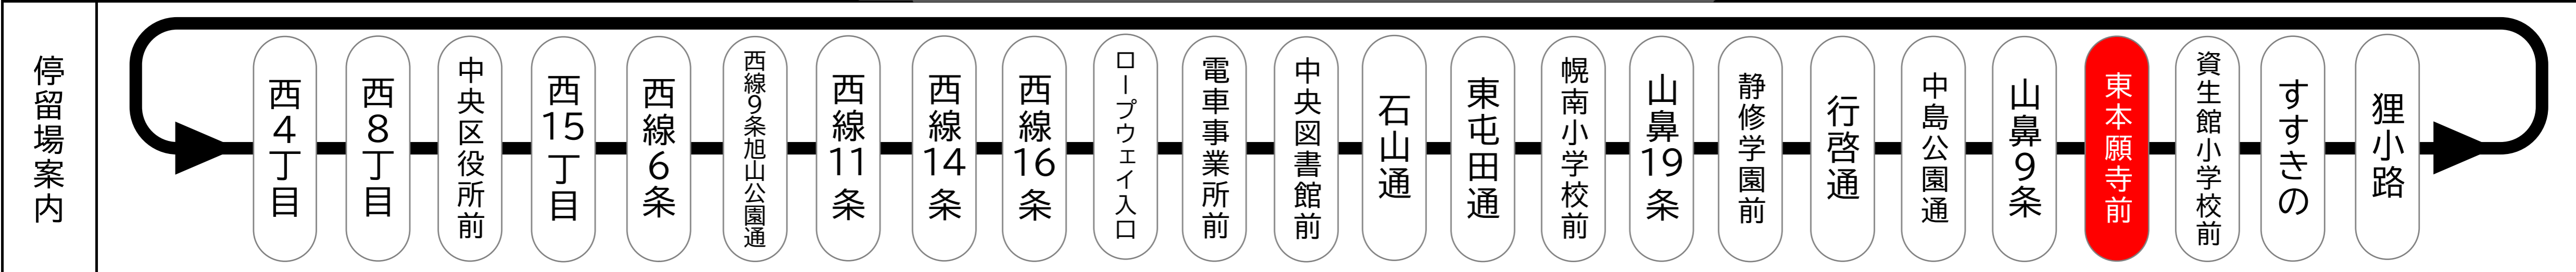 停留場案内
西4丁目
西8丁目
中央区役所前
西15丁目
西線6条
西線9条旭山公園通
西線11条
西線14条
西線16条
ロープウェイ入口
電車事業所前
中央図書館前
石山通
東屯田通
幌南小学校前
山鼻19条
静修学園前
行啓通
中島公園通
山鼻9条
東本願寺前
資生館小学校前
すすきの
狸小路